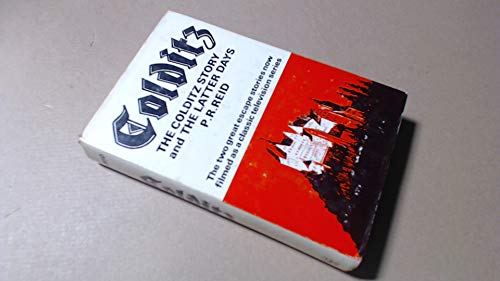 Colditz
THE COLDITZ STORY
and THE LATTER DAYS
P.R.REID
The two great escape stories now
filmed as a classic television series
Colditz